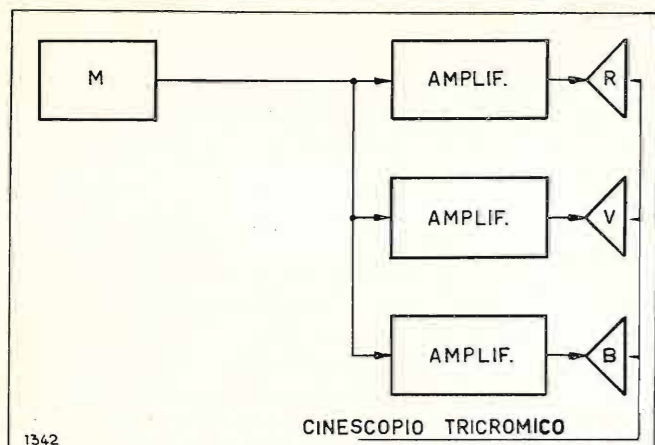 M
AMPLIF.
R
AMPLIF.
V
AMPLIF.
B
CINESCOPIO TRICROMICO
1342